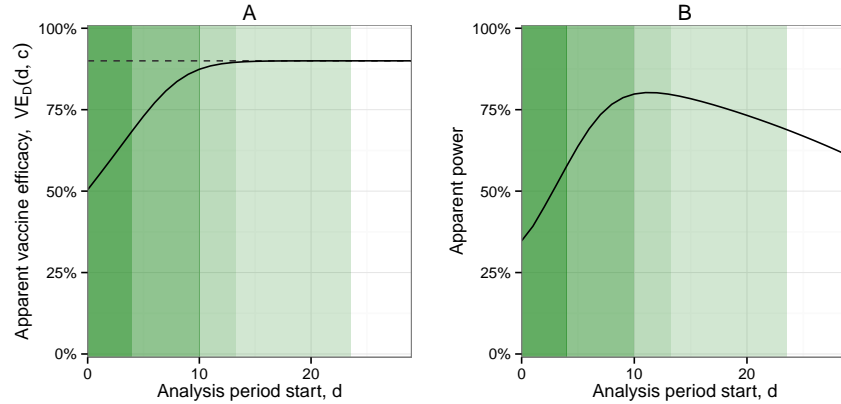 A
Apparent vaccine efficacy, VE_D(d, c)
100%
75%
50%
25%
0%
0
10
20
Analysis period start, d
B
Apparent power
100%
75%
50%
25%
0%
0
10
20
Analysis period start, d